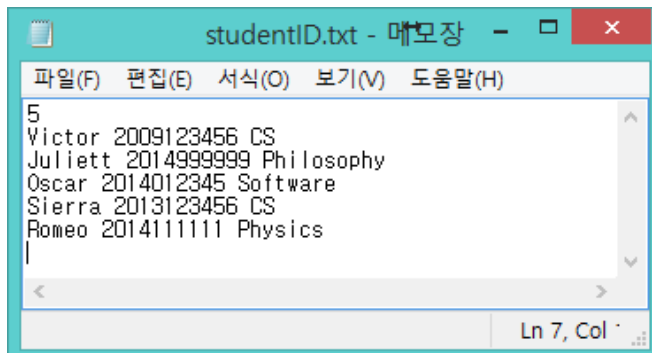 studentID.txt - 메모장
파일(F) 편집(E) 서식(O) 보기(V) 도움말(H)
5
Victor 2009123456 CS
Juliett 2014999999 Philosophy
Oscar 2014012345 Software
Sierra 2013123456 CS
Romeo 2014111111 Physics
Ln 7, Col